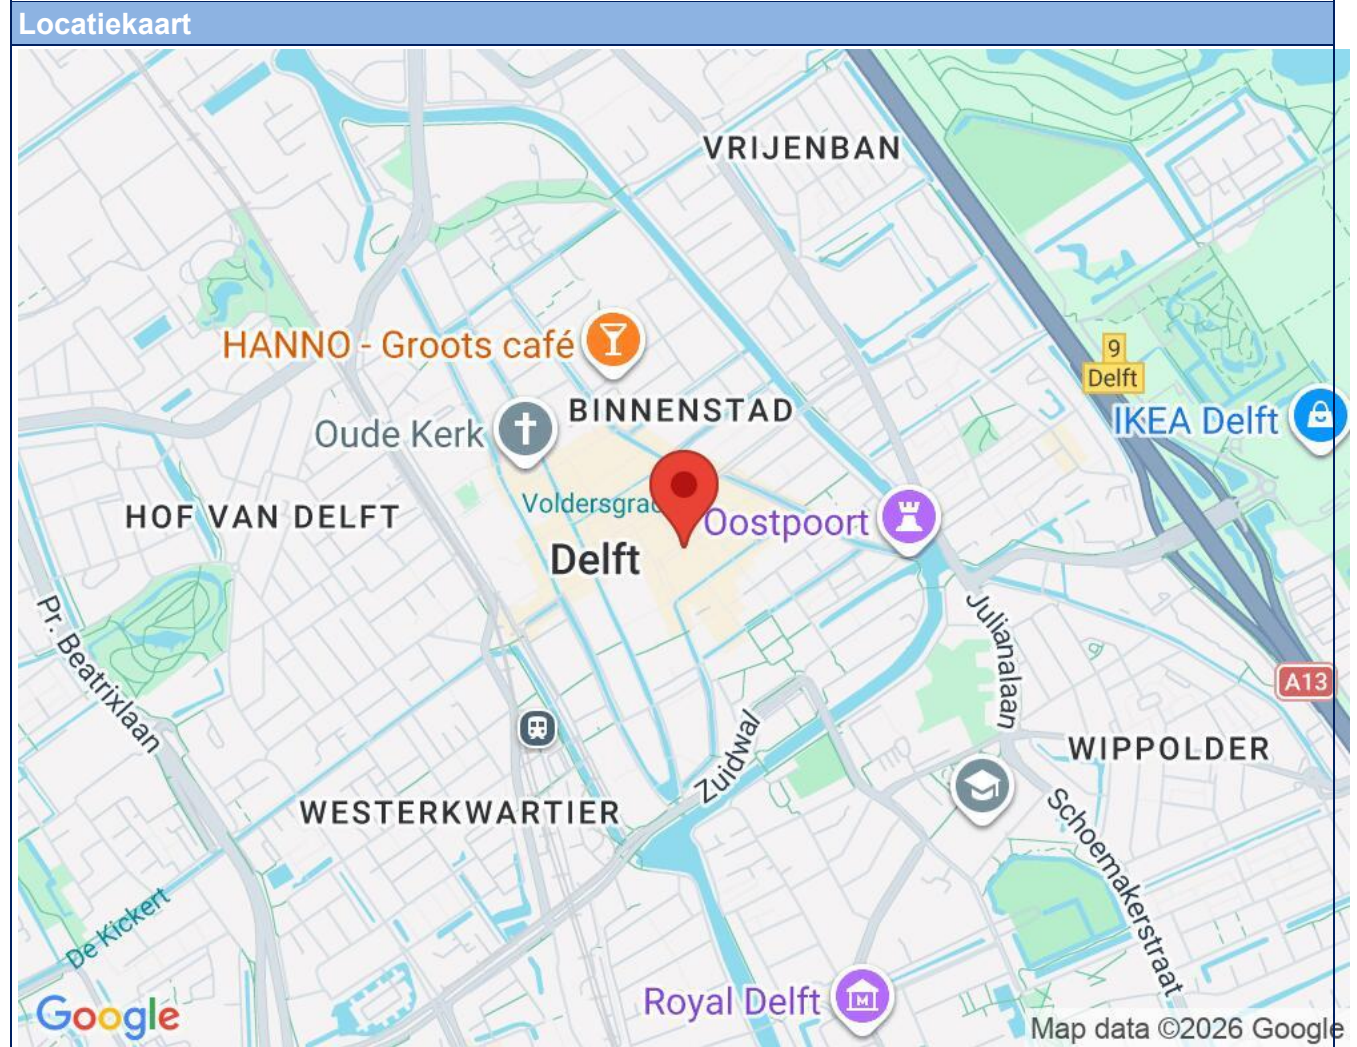 Locatiekaart
VRIJENBAN
HANNO - Groots café
9
Delft
BINNENSTAD
IKEA Delft
Oude Kerk
Voldersgra
HOF VAN DELFT
Oostpoort
Delft
Pr. Beatrixlaan
Julianalaan
A13
Zuidwal
WIPPOLDER
WESTERKWARTIER
Schoemakerstraat
De Kickert
Royal Delft
M
Google
Map data ©2026 Google